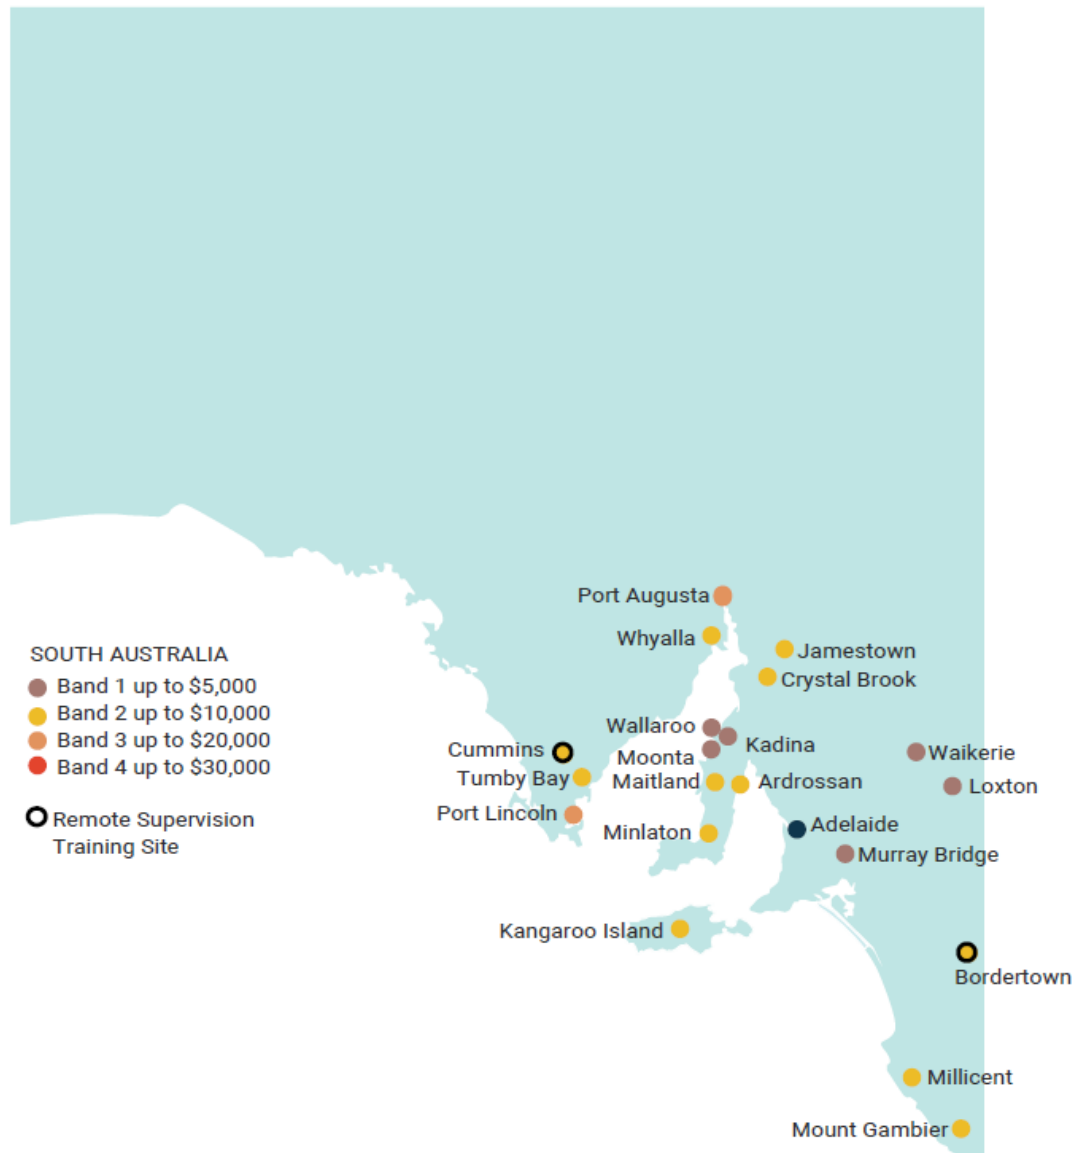 Port Augusta
Whyalla
SOUTH AUSTRALIA
Jamestown
Crystal Brook
Band 1 up to $5,000
Band 2 up to $10,000
Band 3 up to $20,000
Band 4 up to $30,000
Wallaroo
Kadina
Cummins
Moonta
Waikerie
Tumby Bay
Maitland
Ardrossan
Loxton
Port Lincoln
Remote Supervision
Training Site
Minlaton
Adelaide
Murray Bridge
Kangaroo Island
Bordertown
Millicent
Mount Gambier